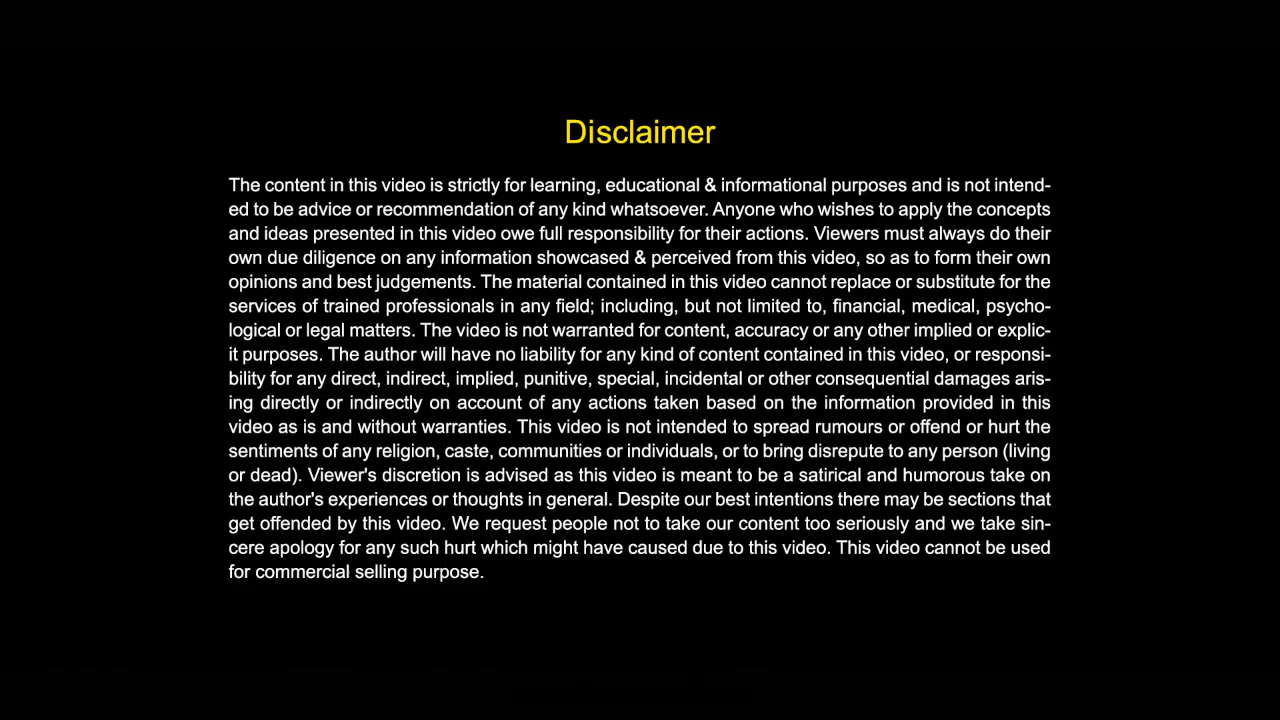 Disclaimer
The content in this video is strictly for learning, educational & informational purposes and is not intend-
ed to be advice or recommendation of any kind whatsoever. Anyone who wishes to apply the concepts
and ideas presented in this video owe full responsibility for their actions. Viewers must always do their
own due diligence on any information showcased & perceived from this video, so as to form their own
opinions and best judgements. The material contained in this video cannot replace or substitute for the
services of trained professionals in any field; including, but not limited to, financial, medical, psycho-
logical or legal matters. The video is not warranted for content, accuracy or any other implied or explic-
it purposes. The author will have no liability for any kind of content contained in this video, or responsi-
bility for any direct, indirect, implied, punitive, special, incidental or other consequential damages aris-
ing directly or indirectly on account of any actions taken based on the information provided in this
video as is and without warranties. This video is not intended to spread rumours or offend or hurt the
sentiments of any religion, caste, communities or individuals, or to bring disrepute to any person (living
or dead). Viewer's discretion is advised as this video is meant to be a satirical and humorous take on
the author's experiences or thoughts in general. Despite our best intentions there may be sections that
get offended by this video. We request people not to take our content too seriously and we take sin-
cere apology for any such hurt which might have caused due to this video. This video cannot be used
for commercial selling purpose.